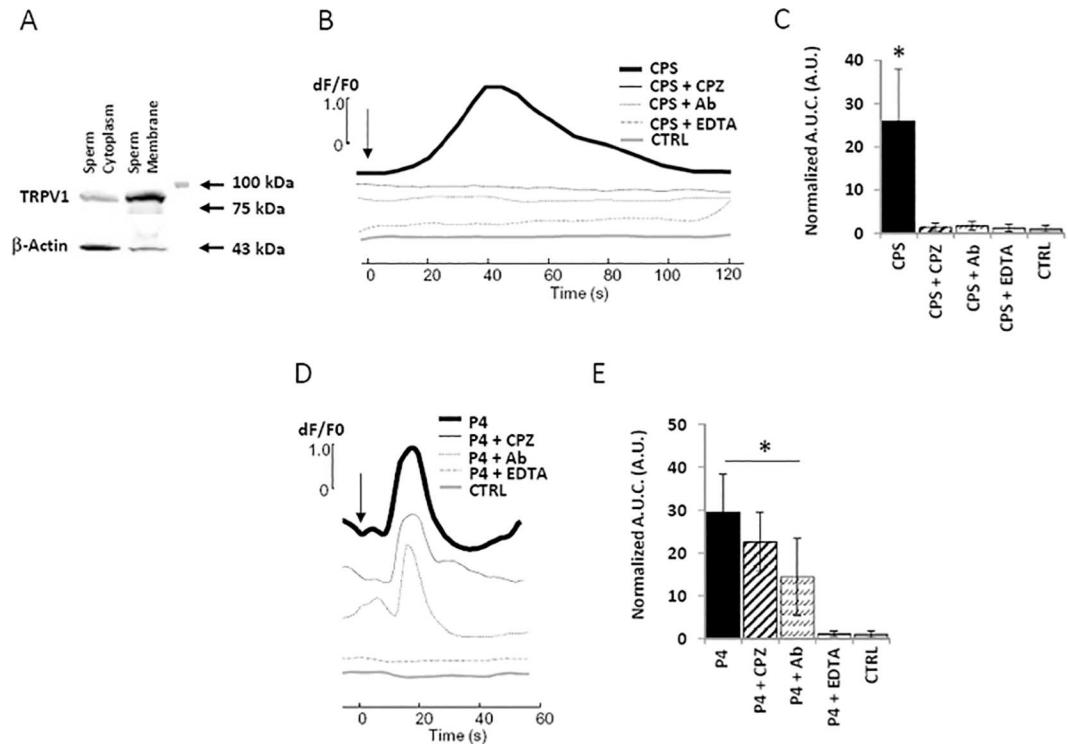 A
Sperm
Cytoplasm
Sperm
Membrane
TRPV1
100 kDa
75 kDa
β-Actin
43 kDa
B
dF/F0
1.0
0
CPS
CPS + CPZ
CPS + Ab
CPS + EDTA
CTRL
0 20 40 60 80 100 120
Time (s)
C
Normalized A.U.C. (A.U.)
40
30
20
10
0
*
CPS
CPS + CPZ
CPS + Ab
CPS + EDTA
CTRL
D
dF/F0
1.0
0
P4
P4 + CPZ
P4 + Ab
P4 + EDTA
CTRL
0 20 40 60
Time (s)
E
Normalized A.U.C. (A.U.)
50
40
30
20
10
0
*
P4
P4 + CPZ
P4 + Ab
P4 + EDTA
CTRL